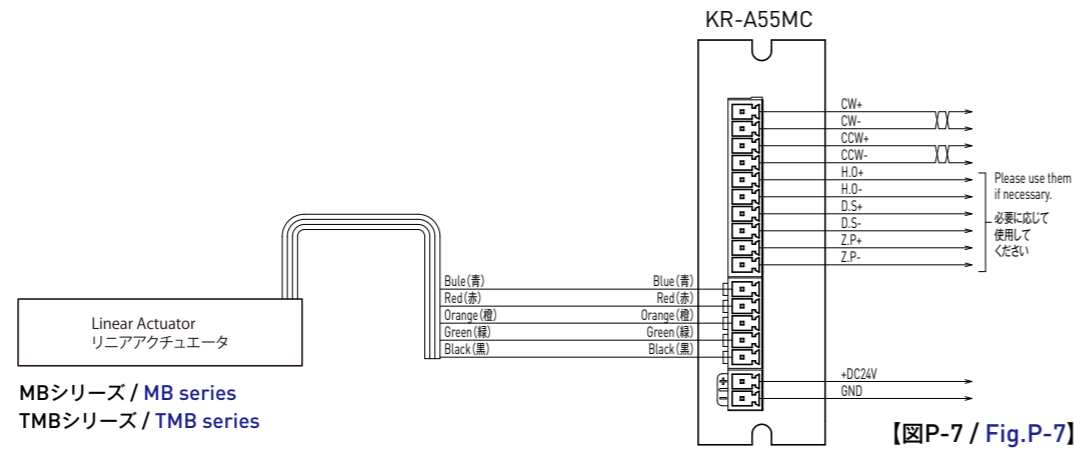 KR-A55MC
CW+
CW-
CCW+
CCW-
H.O+
H.O-
D.S+
D.S-
Z.P+
Z.P-
Please use them
if necessary.
必要に応じて
使用して
ください
Bule(青)
Red(赤)
Orange(橙)
Green(緑)
Black(黒)
Blue(青)
Red(赤)
Orange(橙)
Green(緑)
Black(黒)
+
−
+DC24V
GND
Linear Actuator
リニアアクチュエータ
MBシリーズ / MB series
TMBシリーズ / TMB series
【図P-7 / Fig.P-7】